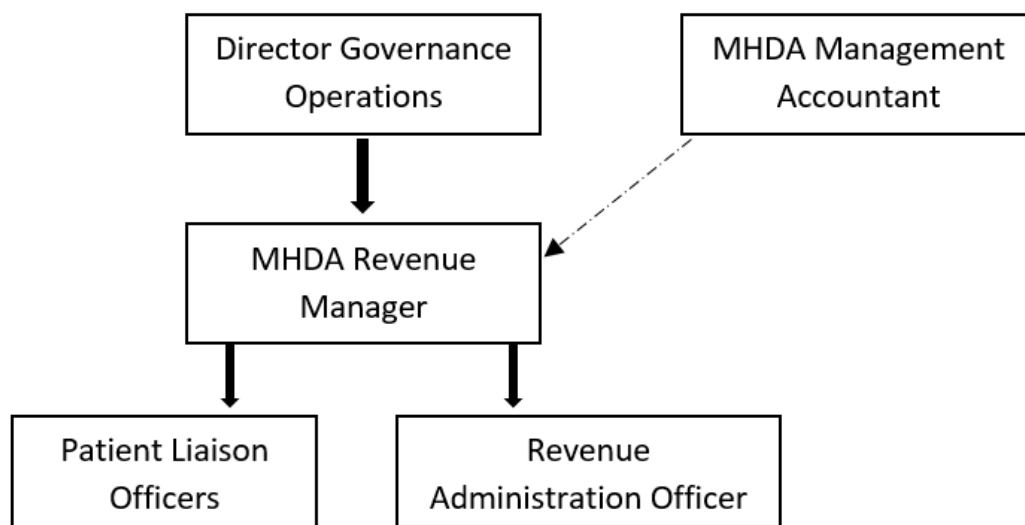 Director Governance
Operations
MHDA Management
Accountant
MHDA Revenue
Manager
Patient Liaison
Officers
Revenue
Administration Officer